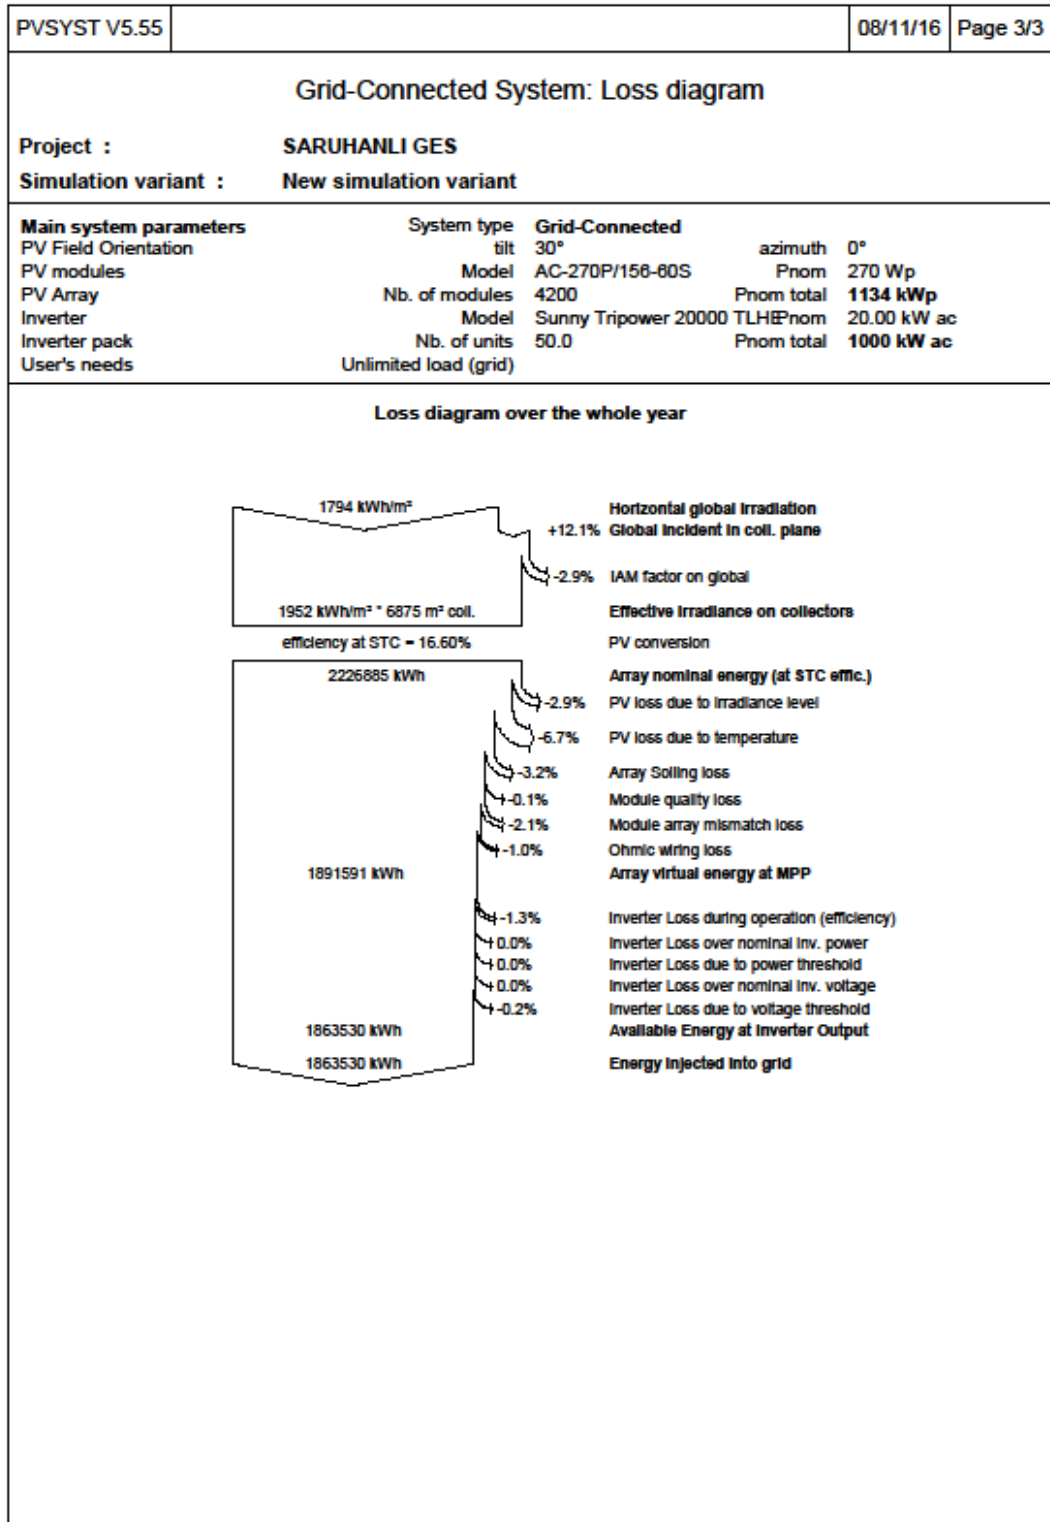 PVSYST V5.55 08/11/16 Page 3/3
Grid-Connected System: Loss diagram
Project : SARUHANLI GES
Simulation variant : New simulation variant
Main system parameters System type Grid-Connected
PV Field Orientation tilt 30° azimuth 0°
PV modules Model AC-270P/156-60S Pnom 270 Wp
PV Array Nb. of modules 4200 Pnom total 1134 kWp
Inverter Model Sunny Tripower 20000 TLHE Pnom 20.00 kW ac
Inverter pack Nb. of units 50.0 Pnom total 1000 kW ac
User's needs Unlimited load (grid)
Loss diagram over the whole year
1794 kWh/m² Horizontal global irradiation
+12.1% Global incident in coll. plane
-2.9% IAM factor on global
1952 kWh/m² * 6875 m² coll. Effective irradiance on collectors
efficiency at STC = 16.60% PV conversion
2226885 kWh Array nominal energy (at STC effic.)
-2.9% PV loss due to irradiance level
-6.7% PV loss due to temperature
-3.2% Array Soiling loss
-0.1% Module quality loss
-2.1% Module array mismatch loss
-1.0% Ohmic wiring loss
1891591 kWh Array virtual energy at MPP
-1.3% Inverter Loss during operation (efficiency)
0.0% Inverter Loss over nominal inv. power
0.0% Inverter Loss due to power threshold
0.0% Inverter Loss over nominal inv. voltage
-0.2% Inverter Loss due to voltage threshold
1863530 kWh Available Energy at Inverter Output
1863530 kWh Energy injected into grid